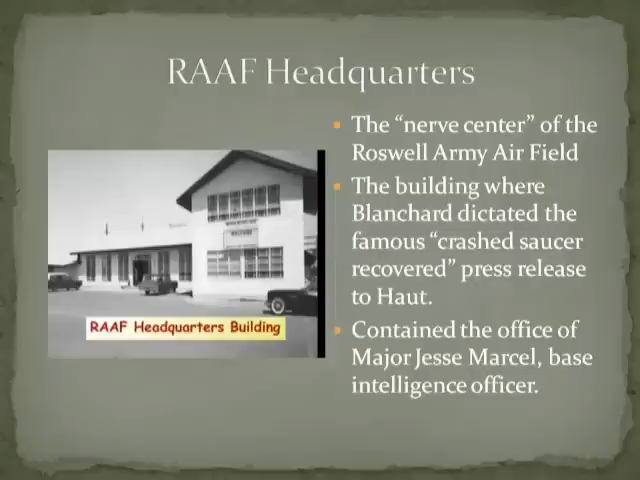 RAAF Headquarters
The “nerve center” of the
Roswell Army Air Field
The building where
Blanchard dictated the
famous “crashed saucer
recovered” press release
to Haut.
Contained the office of
Major Jesse Marcel, base
intelligence officer.
RAAF Headquarters Building